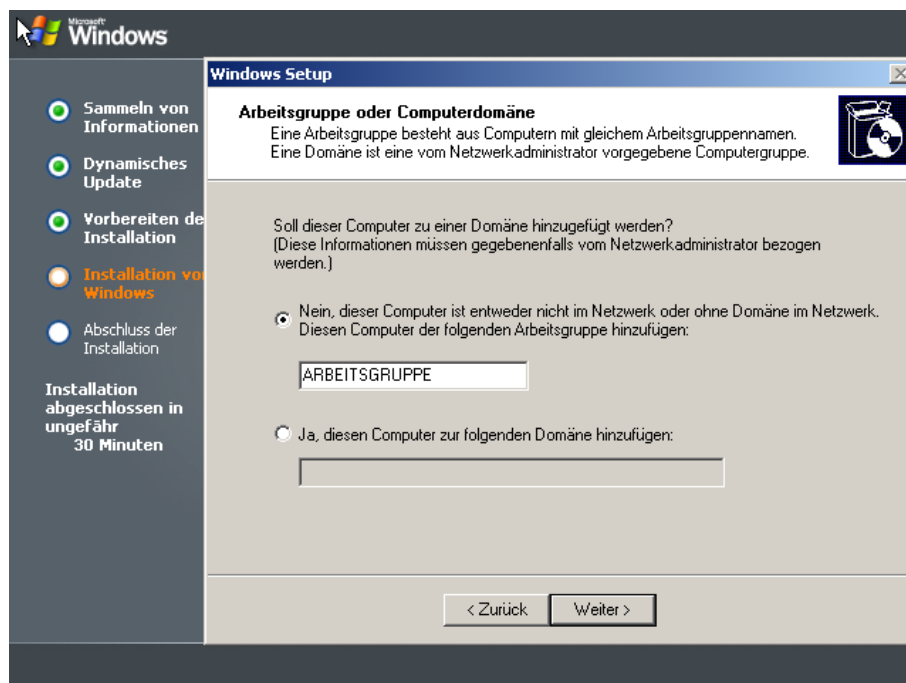 Microsoft
Windows
Sammeln von
Informationen
Dynamisches
Update
Vorbereiten de
Installation
Installation vo
Windows
Abschluss der
Installation
Installation
abgeschlossen in
ungefähr
30 Minuten
Windows Setup
Arbeitsgruppe oder Computerdomäne
Eine Arbeitsgruppe besteht aus Computern mit gleichem Arbeitsgruppennamen.
Eine Domäne ist eine vom Netzwerkadministrator vorgegebene Computergruppe.
Soll dieser Computer zu einer Domäne hinzugefügt werden?
(Diese Informationen müssen gegebenenfalls vom Netzwerkadministrator bezogen
werden.)
Nein, dieser Computer ist entweder nicht im Netzwerk oder ohne Domäne im Netzwerk.
Diesen Computer der folgenden Arbeitsgruppe hinzufügen:
ARBEITSGRUPPE
Ja, diesen Computer zur folgenden Domäne hinzufügen:
< Zurück
Weiter >